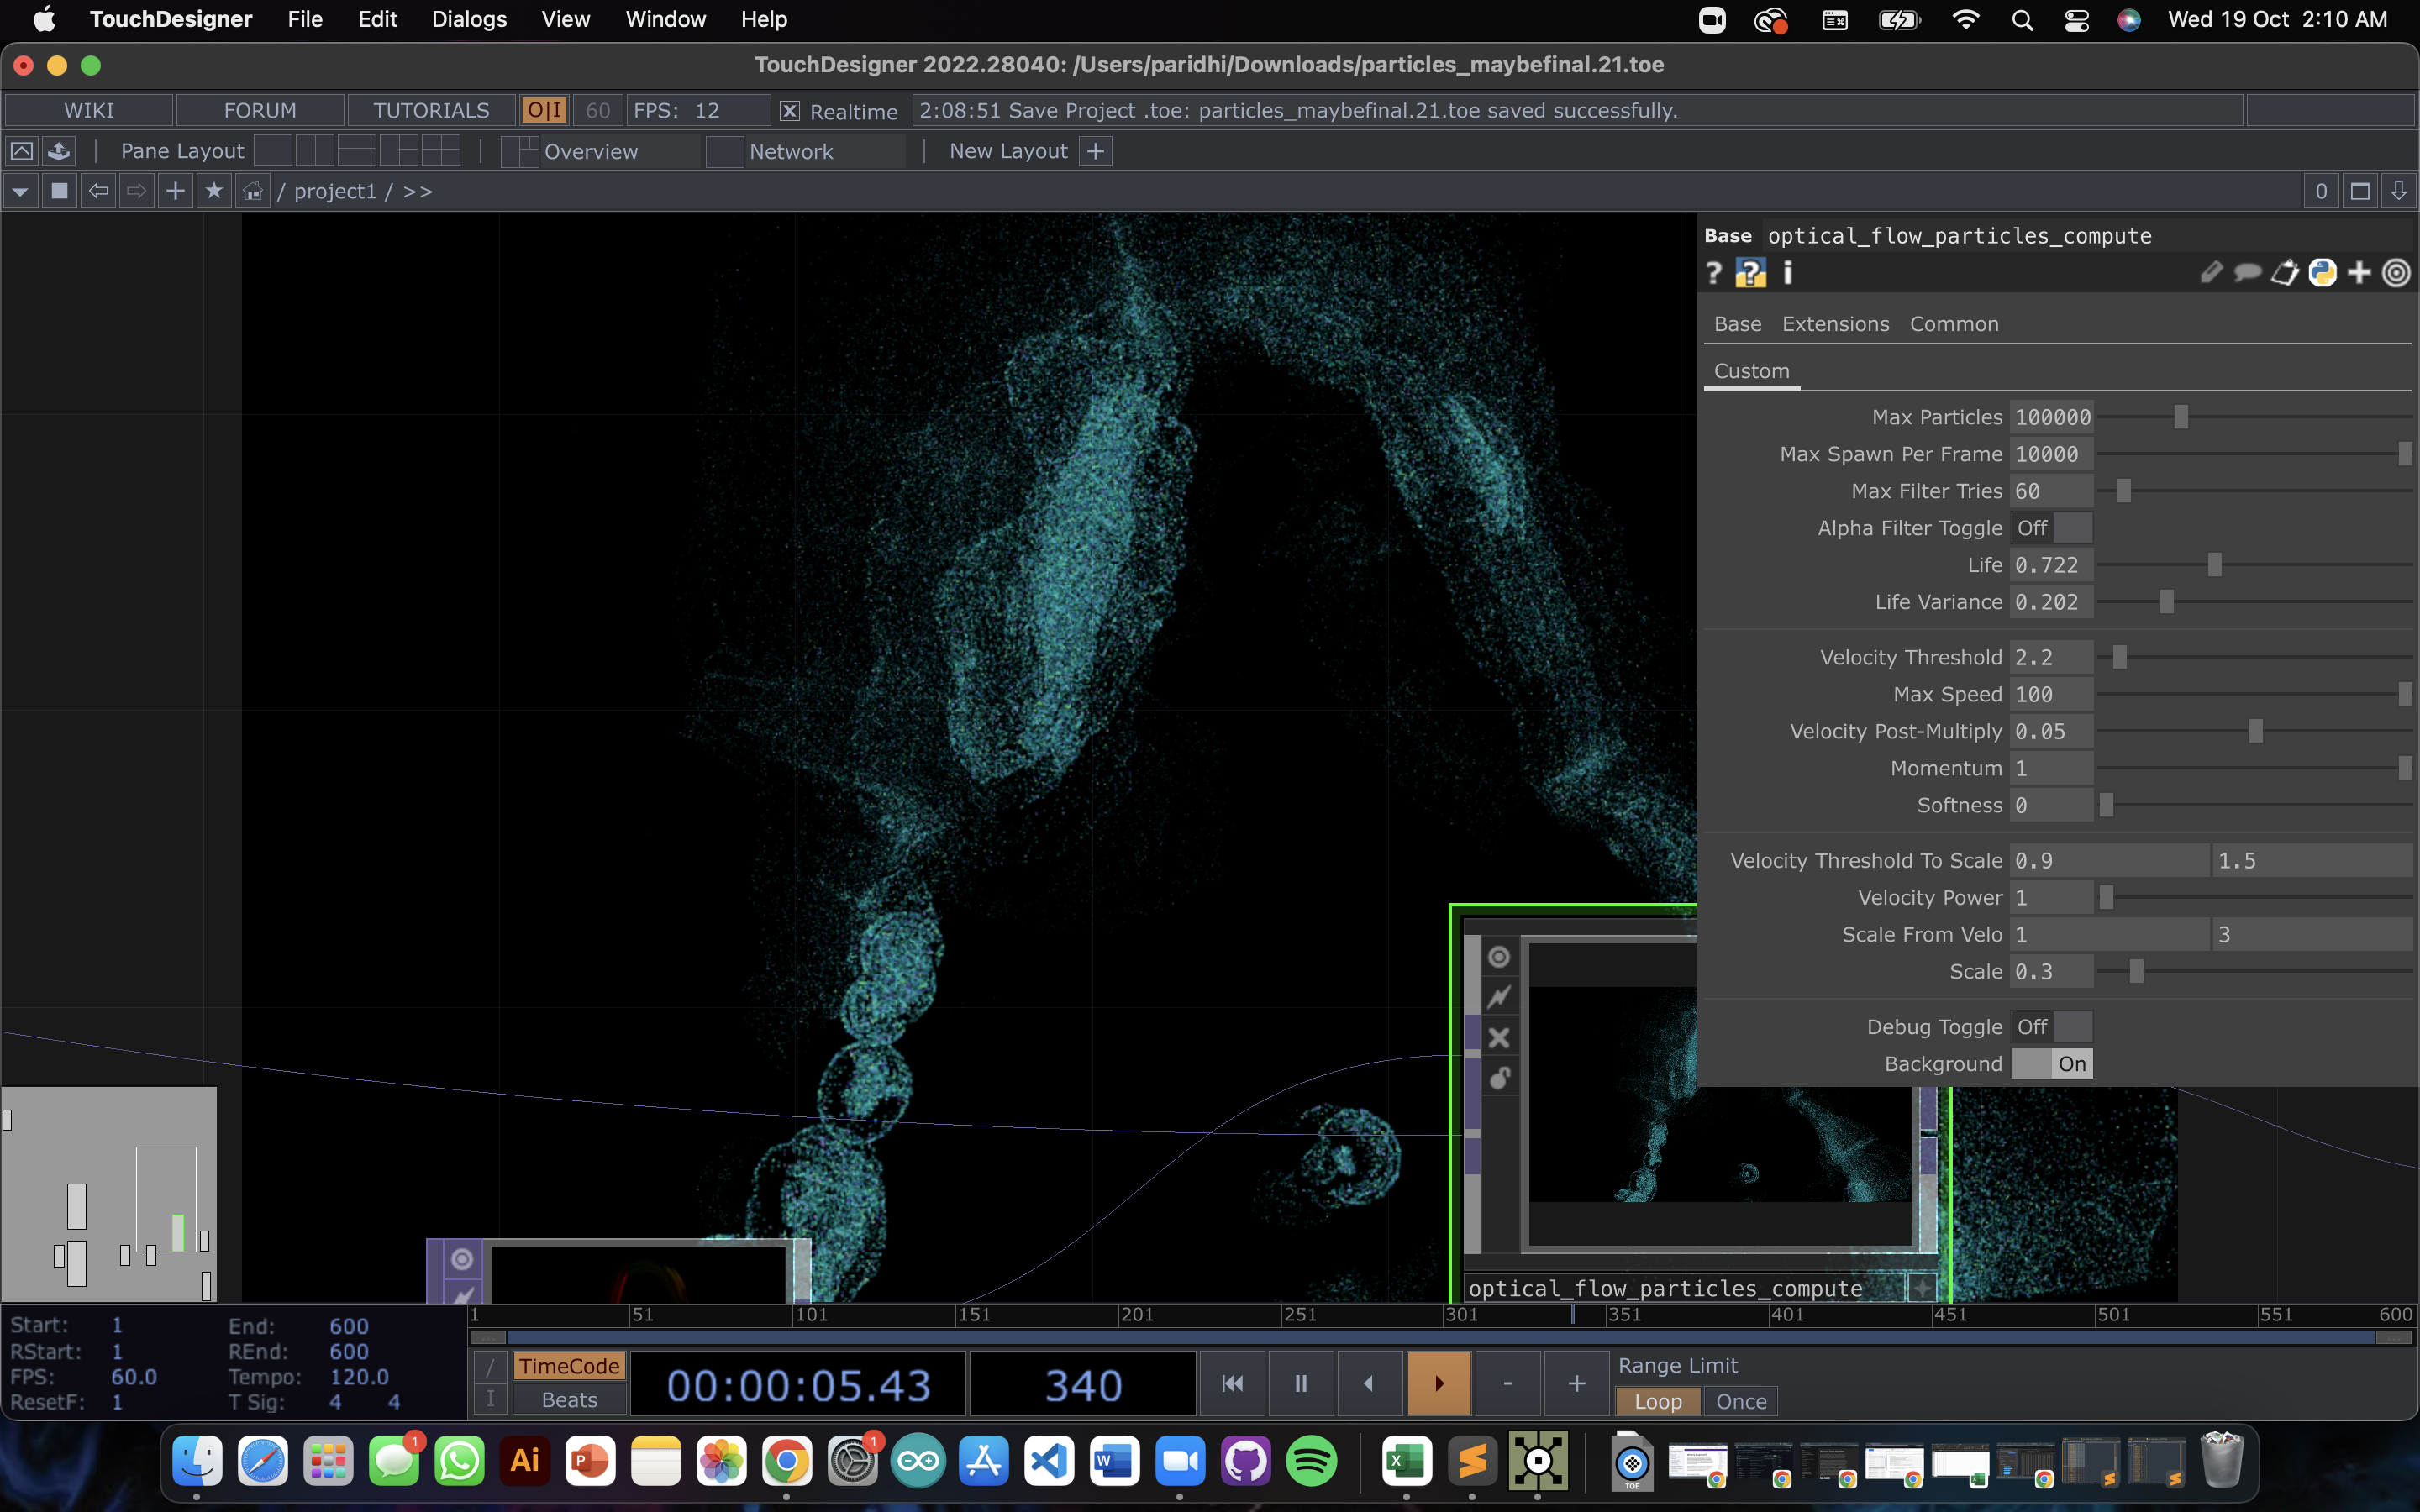 TouchDesigner File Edit Dialogs View Window Help Wed 19 Oct 2:10 AM
TouchDesigner 2022.28040: /Users/paridhi/Downloads/particles_maybefinal.21.toe
WIKI FORUM TUTORIALS O|I 60 FPS: 12 X Realtime 2:08:51 Save Project .toe: particles_maybefinal.21.toe saved successfully.
Pane Layout Overview Network New Layout +
/ project1 / >> 0
Base optical_flow_particles_compute
? ? i
Base Extensions Common
Custom
Max Particles 100000
Max Spawn Per Frame 10000
Max Filter Tries 60
Alpha Filter Toggle Off
Life 0.722
Life Variance 0.202
Velocity Threshold 2.2
Max Speed 100
Velocity Post-Multiply 0.05
Momentum 1
Softness 0
Velocity Threshold To Scale 0.9 1.5
Velocity Power 1
Scale From Velo 1 3
Scale 0.3
Debug Toggle Off
Background On
optical_flow_particles_compute
1 51 101 151 201 251 301 351 401 451 501 551 600
Start: 1 End: 600
RStart: 1 REnd: 600
FPS: 60.0 Tempo: 120.0
ResetF: 1 T Sig: 4 4
/ TimeCode
I Beats
00:00:05.43 340 - +
Range Limit
Loop Once
1 Ai P 1 W X
TOE